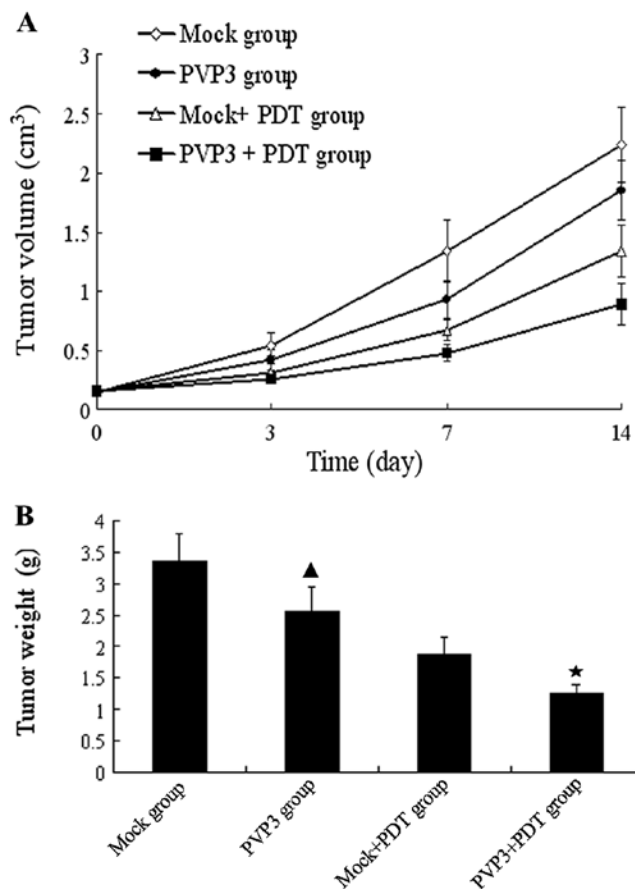 A
Mock group
PVP3 group
Mock+ PDT group
PVP3 + PDT group
Tumor volume (cm³)
3
2.5
2
1.5
1
0.5
0
0 3 7 14
Time (day)
B
Tumor weight (g)
4
3.5
3
2.5
2
1.5
1
0.5
0
▲
★
Mock group
PVP3 group
Mock+PDT group
PVP3+PDT group